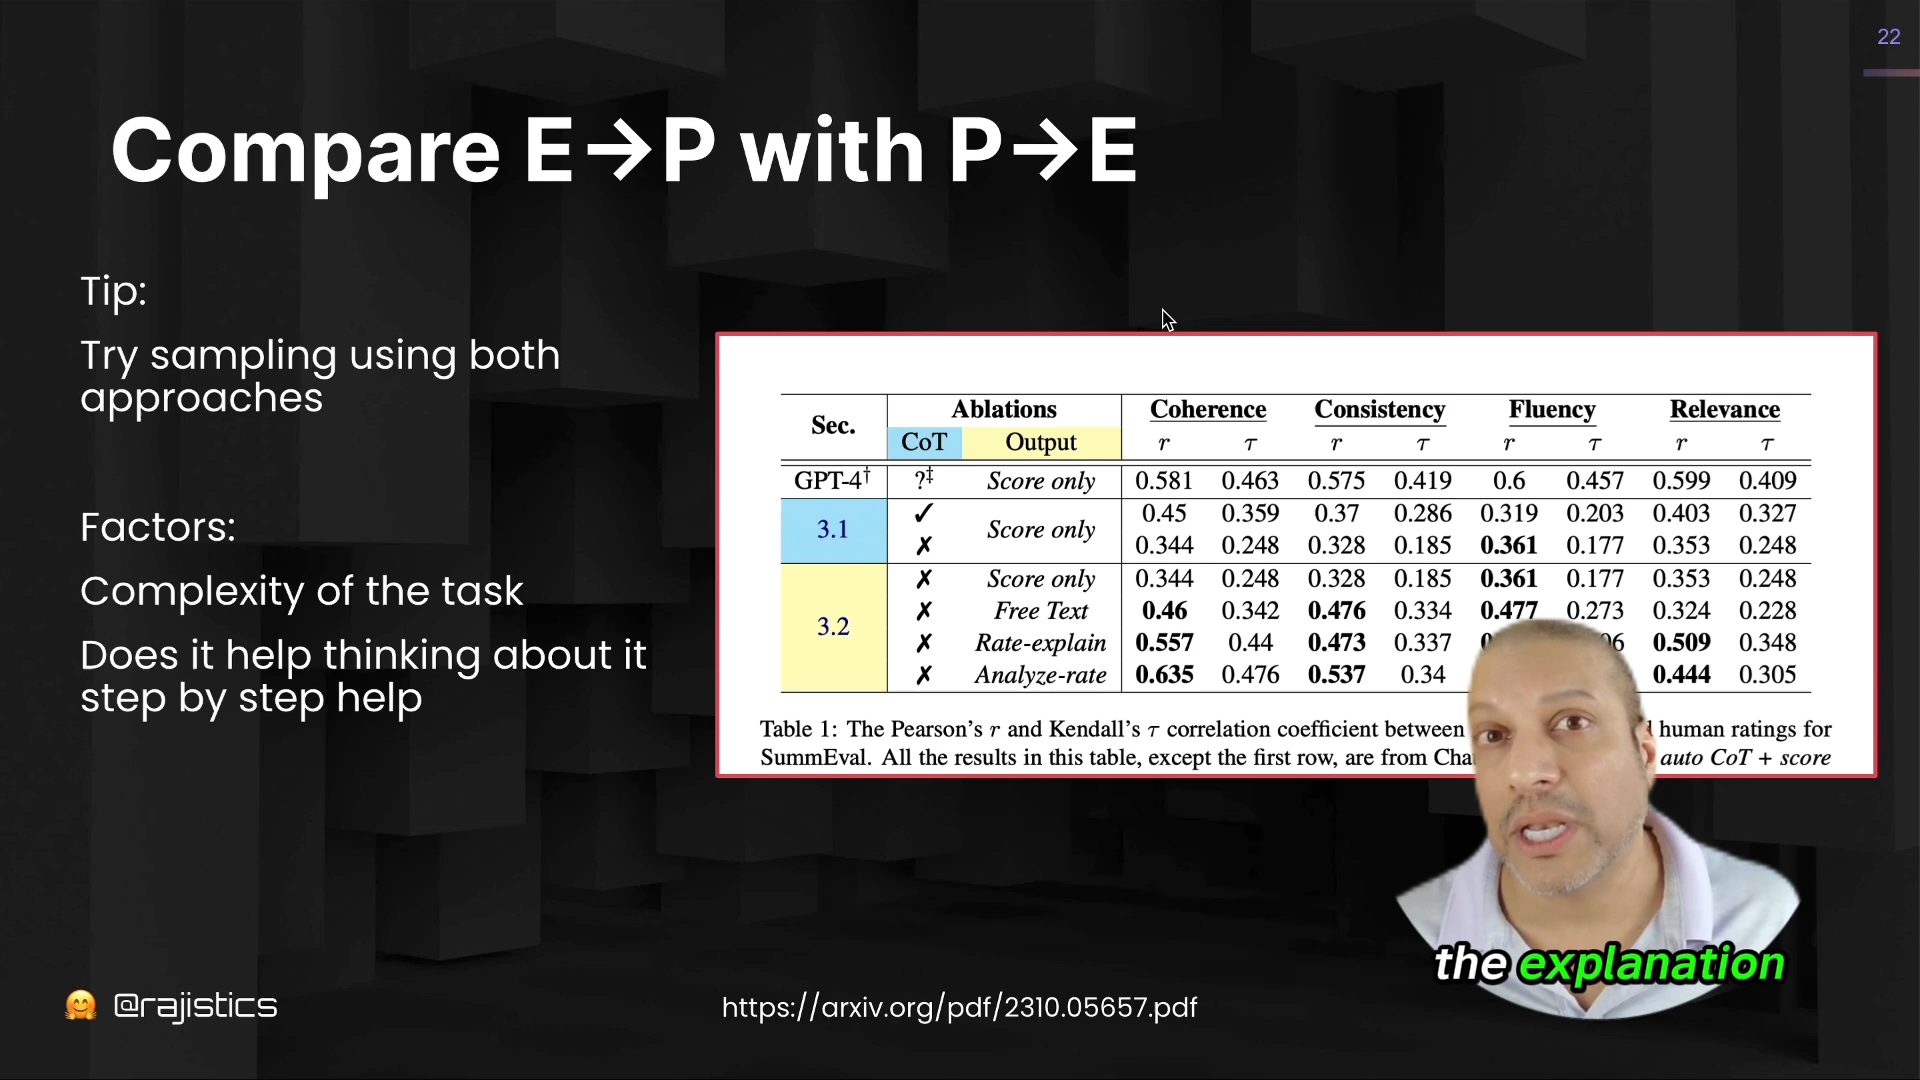 22
Compare E→P with P→E
Tip:
Try sampling using both
approaches
Factors:
Complexity of the task
Does it help thinking about it
step by step help
Sec. Ablations Coherence Consistency Fluency Relevance
CoT Output r τ r τ r τ r τ
GPT-4† ?‡ Score only 0.581 0.463 0.575 0.419 0.6 0.457 0.599 0.409
3.1 ✓ Score only 0.45 0.359 0.37 0.286 0.319 0.203 0.403 0.327
✗ 0.344 0.248 0.328 0.185 0.361 0.177 0.353 0.248
3.2 ✗ Score only 0.344 0.248 0.328 0.185 0.361 0.177 0.353 0.248
✗ Free Text 0.46 0.342 0.476 0.334 0.477 0.273 0.324 0.228
✗ Rate-explain 0.557 0.44 0.473 0.337 0.509 0.348
✗ Analyze-rate 0.635 0.476 0.537 0.34 0.444 0.305
Table 1: The Pearson's r and Kendall's τ correlation coefficient between human ratings for
SummEval. All the results in this table, except the first row, are from auto CoT + score
the explanation
@rajistics
https://arxiv.org/pdf/2310.05657.pdf